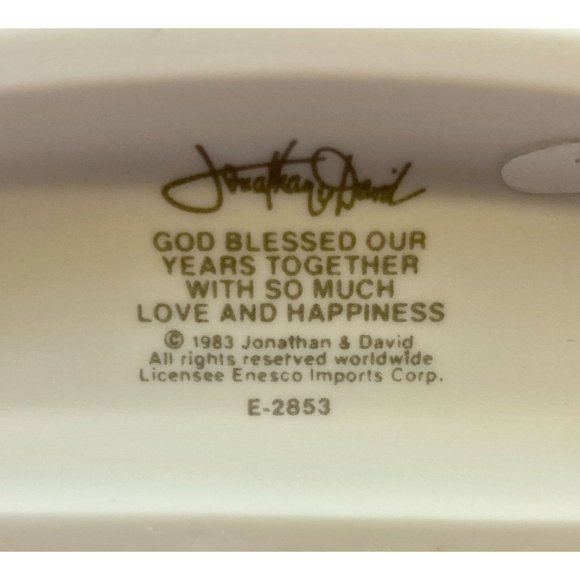 Jonathan & David
GOD BLESSED OUR
YEARS TOGETHER
WITH SO MUCH
LOVE AND HAPPINESS
© 1983 Jonathan & David
All rights reserved worldwide
Licensee Enesco Imports Corp.
E-2853